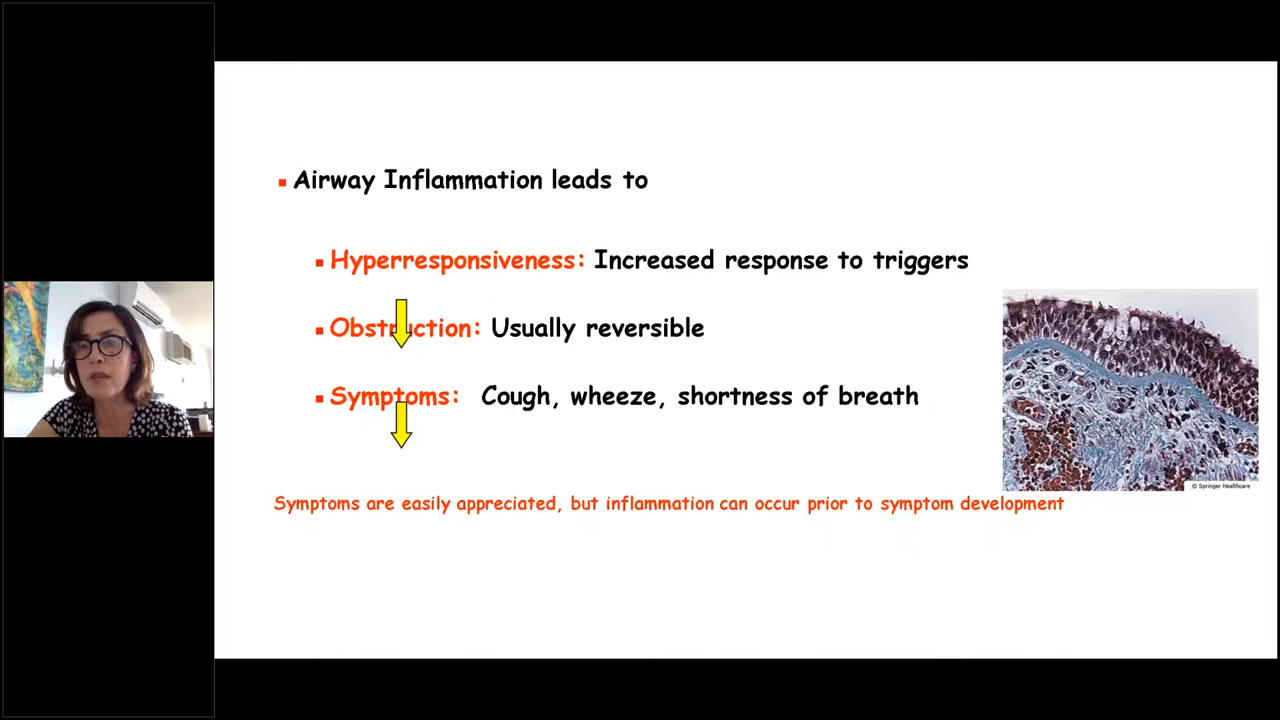 Airway Inflammation leads to
Hyperresponsiveness: Increased response to triggers
Obstruction: Usually reversible
Symptoms: Cough, wheeze, shortness of breath
© Springer Healthcare
Symptoms are easily appreciated, but inflammation can occur prior to symptom development